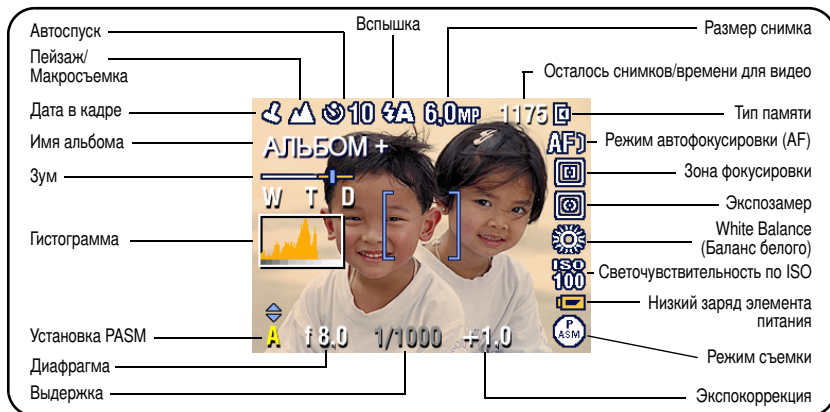 Автоспуск
Пейзаж/
Макросъемка
Дата в кадре
Имя альбома
Зум
Гистограмма
Установка PASM
Диафрагма
Выдержка
Вспышка
10 A 6,0MP 1175
АЛЬБОМ +
W T D
AF
ISO
100
P
ASM
A f 8,0 1/1000 +1,0
Размер снимка
Осталось снимков/времени для видео
Тип памяти
Режим автофокусировки (AF)
Зона фокусировки
Экспозамер
White Balance
(Баланс белого)
Светочувствительность по ISO
Низкий заряд элемента
питания
Режим съемки
Экспокоррекция